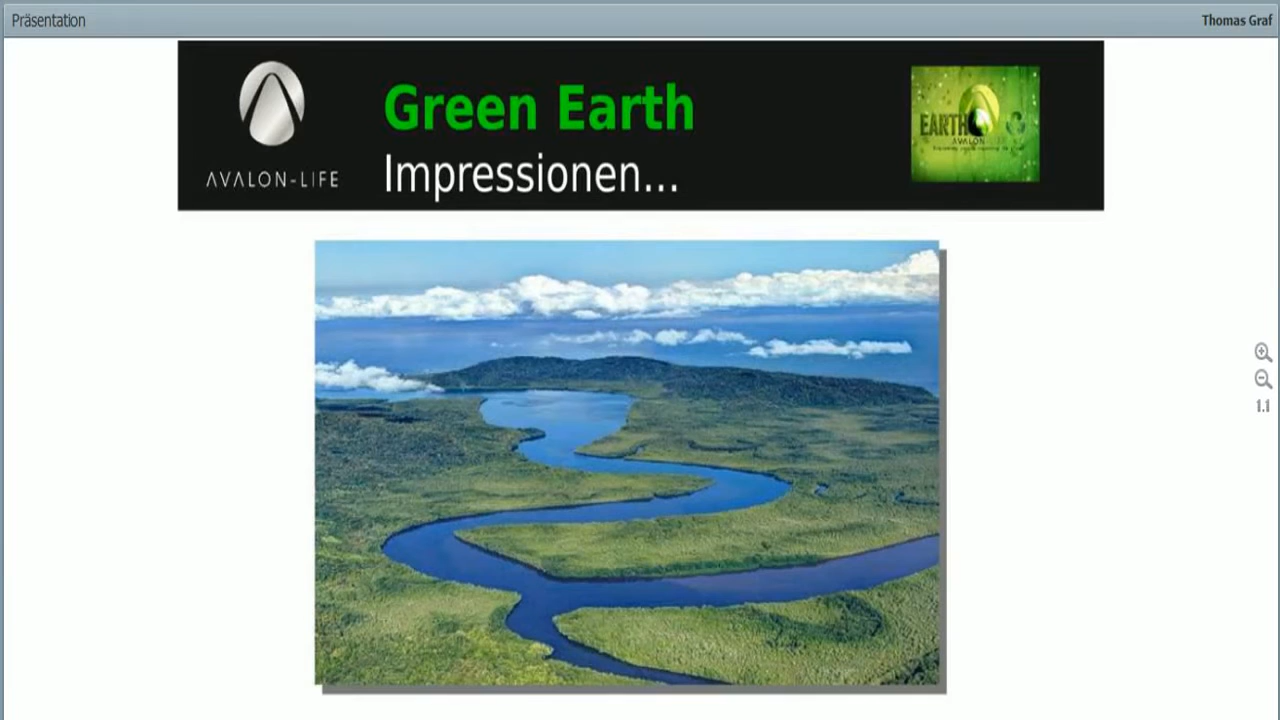 Präsentation
Thomas Graf
AVALON-LIFE
Green Earth
Impressionen...
EARTH
AVALON
1.1